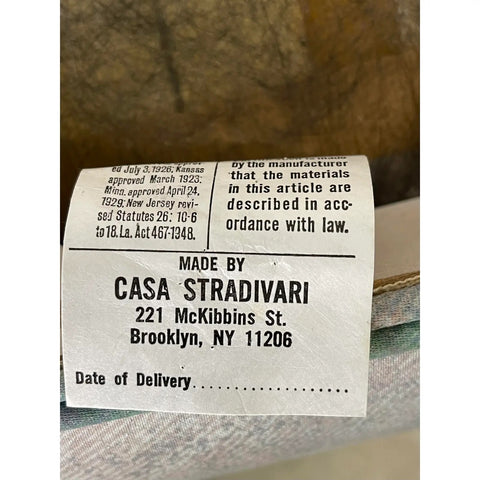 ed July 3, 1926; Kansas
approved March 1923;
Minn. approved April 24,
1929; New Jersey revi-
sed Statutes 26: 10-6
to 18. La. Act 467-1948.
by the manufacturer
that the materials
in this article are
described in acc-
ordance with law.
MADE BY
CASA STRADIVARI
221 McKibbins St.
Brooklyn, NY 11206
Date of Delivery..................